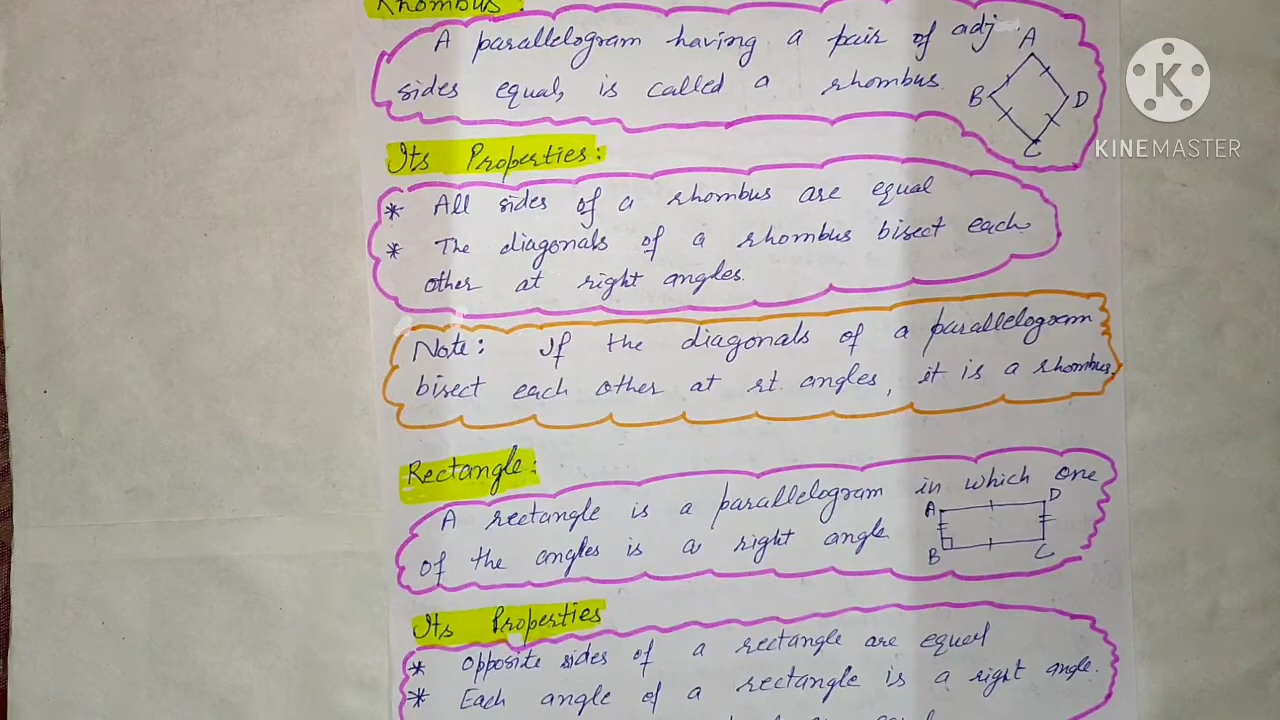 Rhombus:
A parallelogram having a pair of adj.
sides equal, is called a rhombus.
A
B
D
C
K
KINEMASTER
Its Properties:
* All sides of a rhombus are equal
* The diagonals of a rhombus bisect each
other at right angles.
Note: If the diagonals of a parallelogram
bisect each other at rt. angles, it is a rhombus.
Rectangle:
A rectangle is a parallelogram in which one
of the angles is a right angle.
A
D
B
C
Its Properties
* Opposite sides of a rectangle are equal
* Each angle of a rectangle is a right angle.